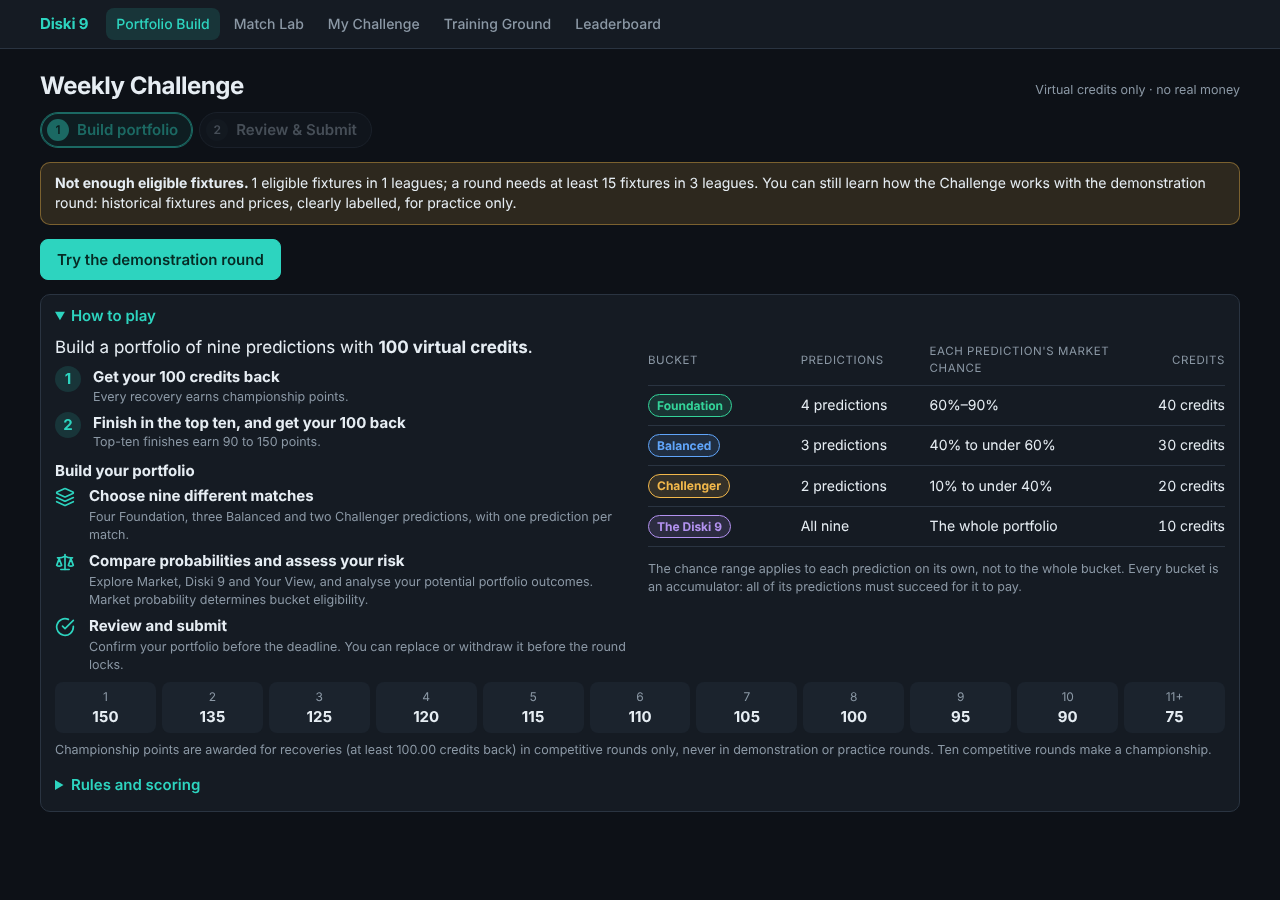 Diski 9 Portfolio Build Match Lab My Challenge Training Ground Leaderboard
Weekly Challenge
Virtual credits only · no real money
1 Build portfolio 2 Review & Submit
Not enough eligible fixtures. 1 eligible fixtures in 1 leagues; a round needs at least 15 fixtures in 3 leagues. You can still learn how the Challenge works with the demonstration
round: historical fixtures and prices, clearly labelled, for practice only.
Try the demonstration round
▼ How to play
Build a portfolio of nine predictions with 100 virtual credits.
1 Get your 100 credits back
Every recovery earns championship points.
2 Finish in the top ten, and get your 100 back
Top-ten finishes earn 90 to 150 points.
Build your portfolio
Choose nine different matches
Four Foundation, three Balanced and two Challenger predictions, with one prediction per
match.
Compare probabilities and assess your risk
Explore Market, Diski 9 and Your View, and analyse your potential portfolio outcomes.
Market probability determines bucket eligibility.
Review and submit
Confirm your portfolio before the deadline. You can replace or withdraw it before the round
locks.
BUCKET PREDICTIONS EACH PREDICTION'S MARKET
CHANCE CREDITS
Foundation 4 predictions 60%–90% 40 credits
Balanced 3 predictions 40% to under 60% 30 credits
Challenger 2 predictions 10% to under 40% 20 credits
The Diski 9 All nine The whole portfolio 10 credits
The chance range applies to each prediction on its own, not to the whole bucket. Every bucket is
an accumulator: all of its predictions must succeed for it to pay.
1 2 3 4 5 6 7 8 9 10 11+
150 135 125 120 115 110 105 100 95 90 75
Championship points are awarded for recoveries (at least 100.00 credits back) in competitive rounds only, never in demonstration or practice rounds. Ten competitive rounds make a championship.
▶ Rules and scoring